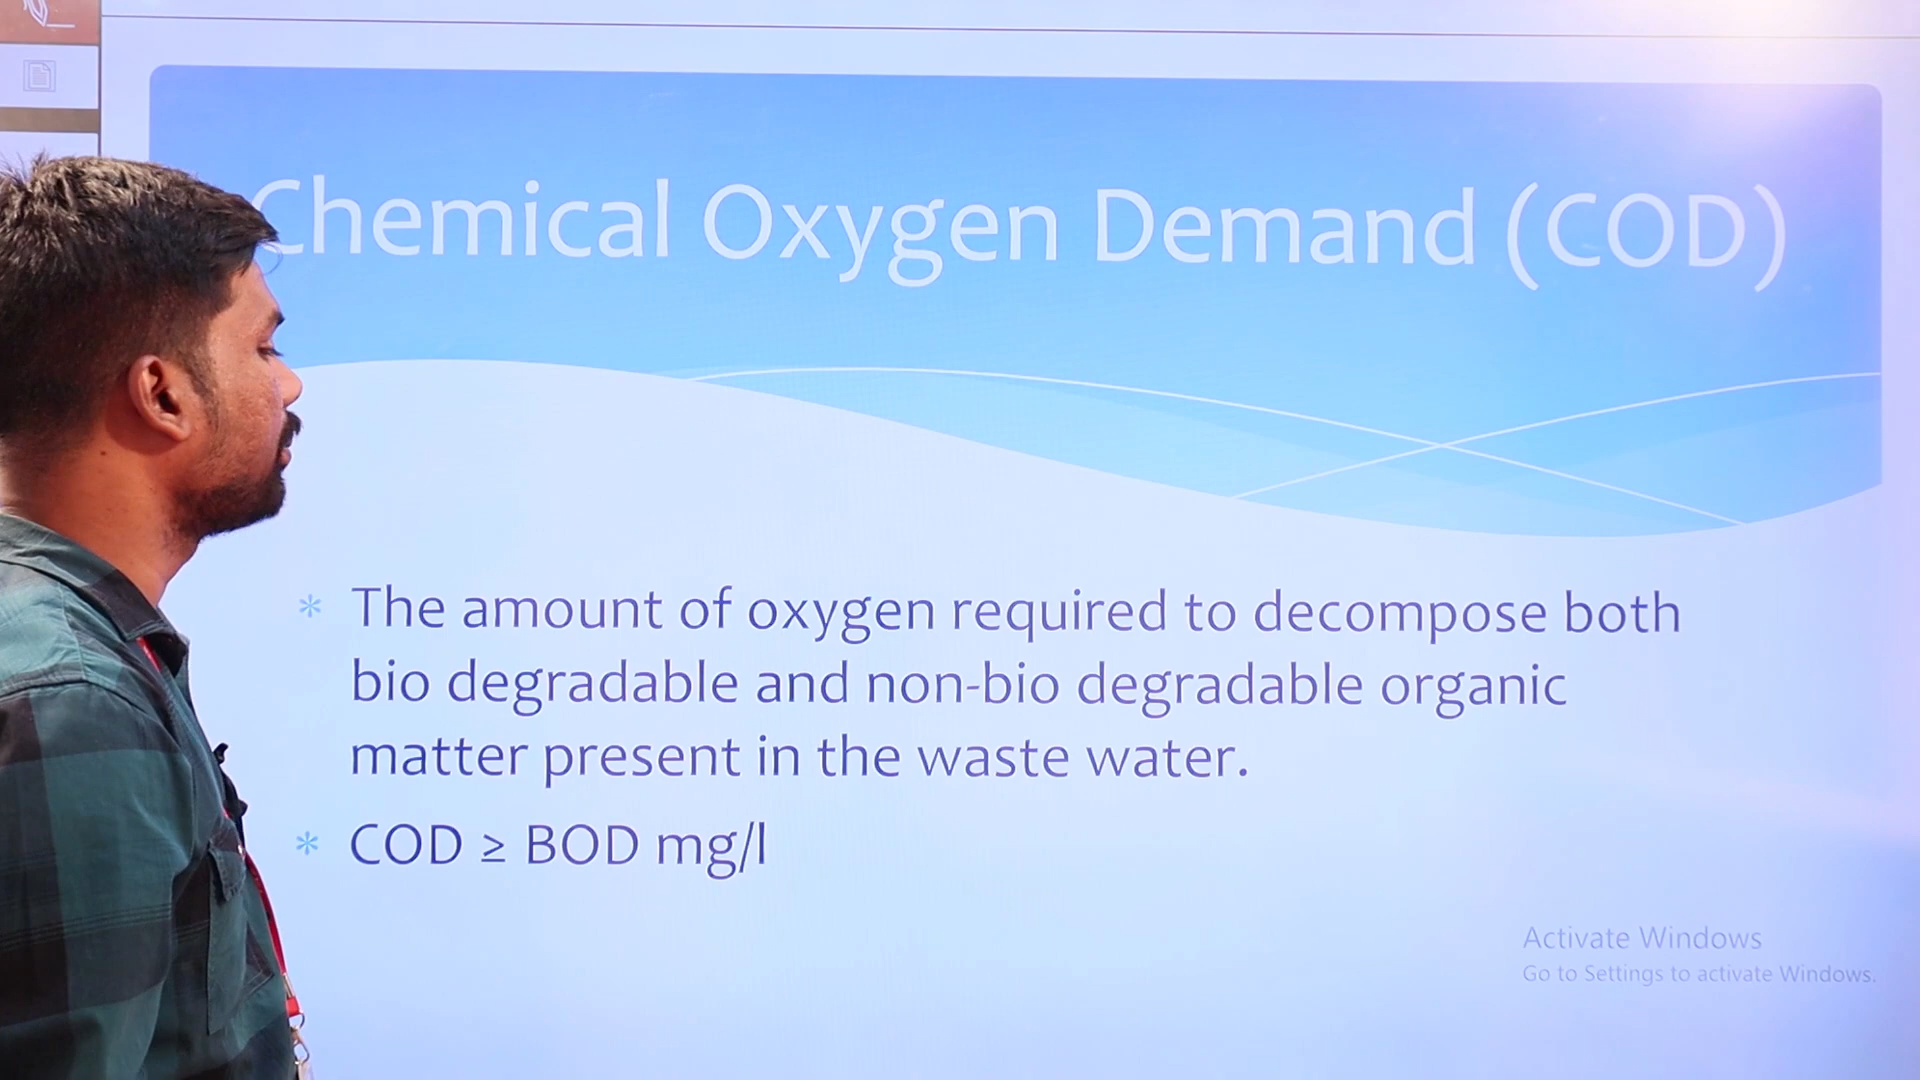 Chemical Oxygen Demand (COD)
* The amount of oxygen required to decompose both
bio degradable and non-bio degradable organic
matter present in the waste water.
* COD ≥ BOD mg/l
Activate Windows
Go to Settings to activate Windows.